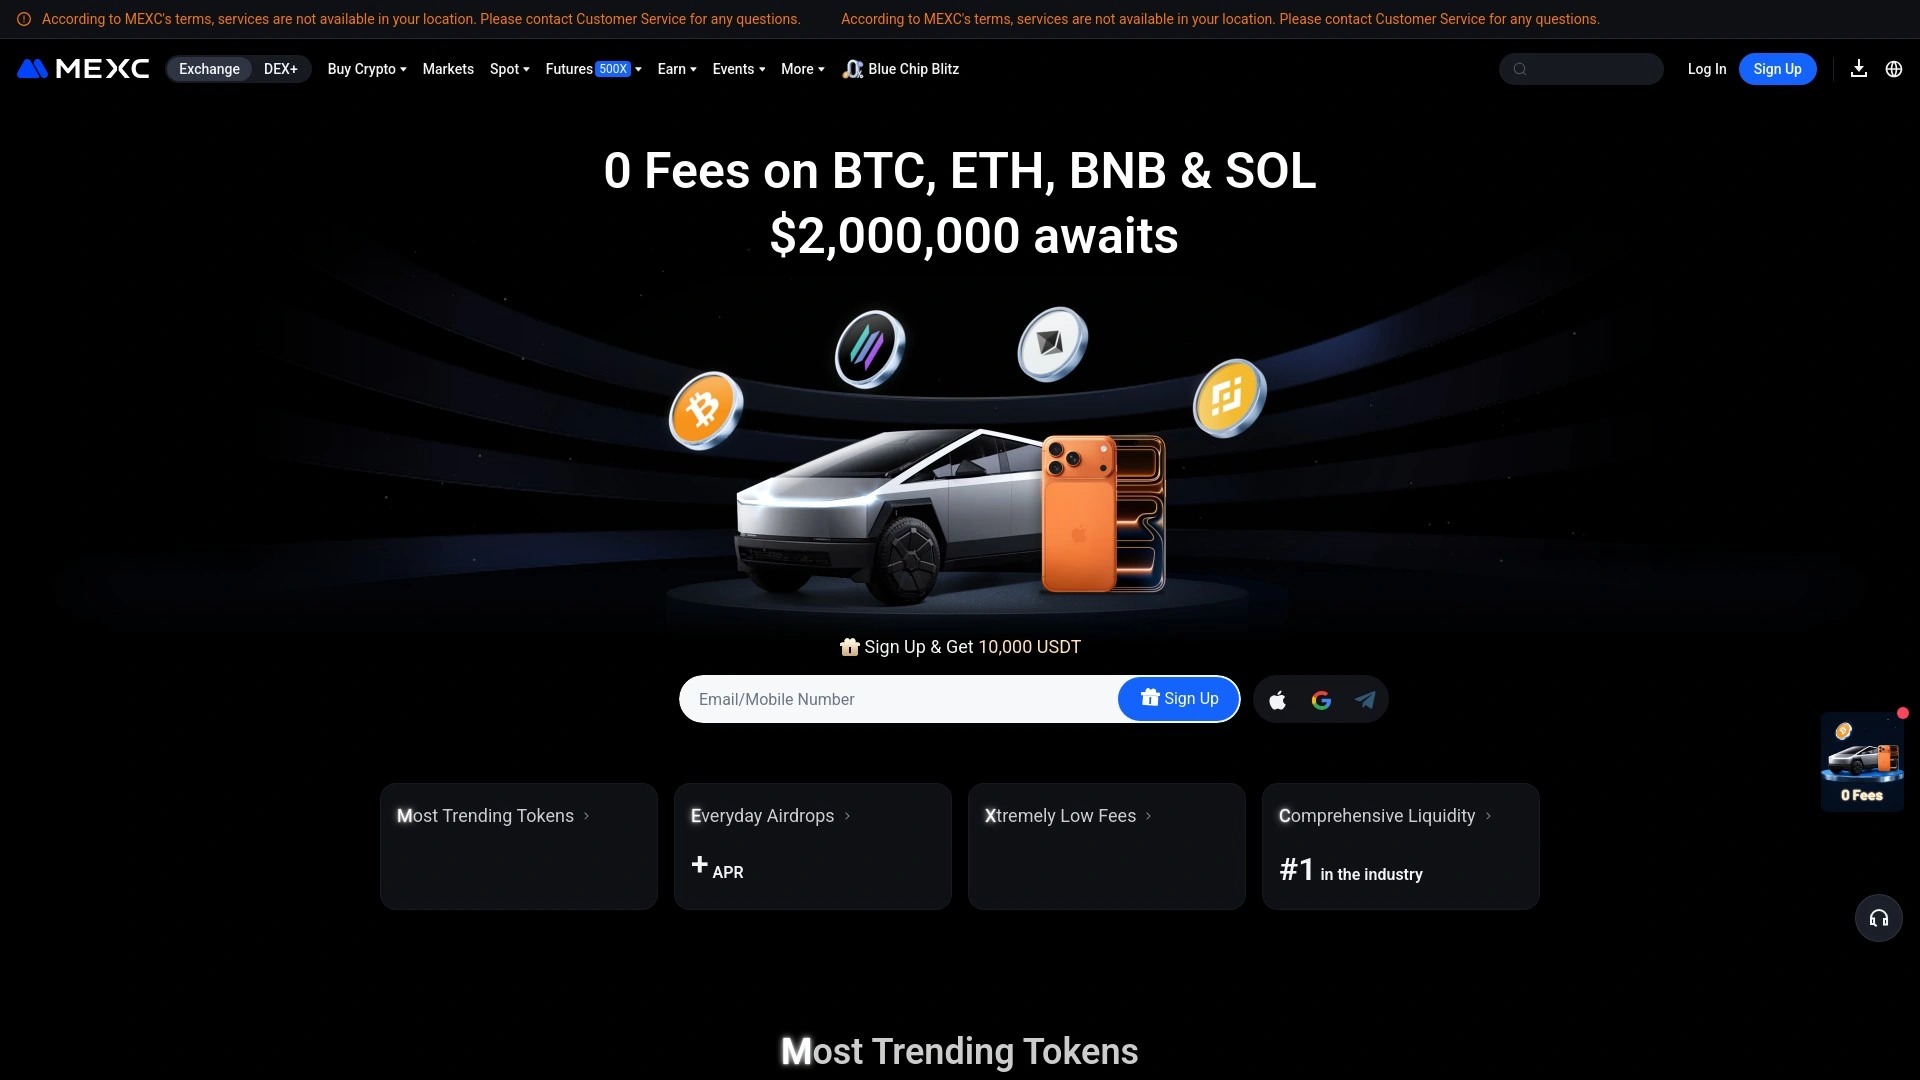 According to MEXC's terms, services are not available in your location. Please contact Customer Service for any questions. According to MEXC's terms, services are not available in your location. Please contact Customer Service for any questions.
MEXC Exchange DEX+ Buy Crypto Markets Spot Futures 500X Earn Events More Blue Chip Blitz Log In Sign Up
0 Fees on BTC, ETH, BNB & SOL
$2,000,000 awaits
Sign Up & Get 10,000 USDT
Email/Mobile Number Sign Up
0 Fees
Most Trending Tokens
Everyday Airdrops
+ APR
Xtremely Low Fees
Comprehensive Liquidity
#1 in the industry
Most Trending Tokens